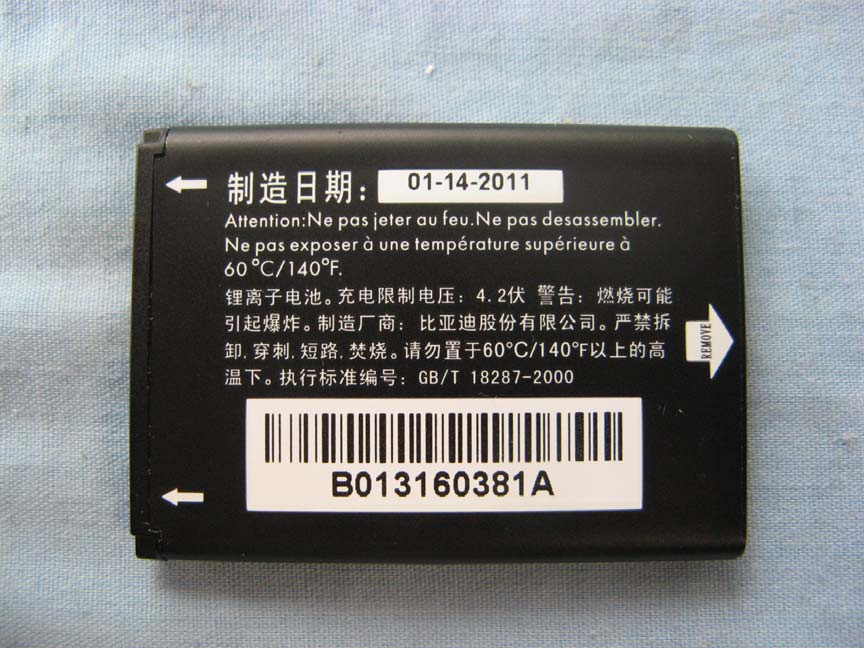 制造日期: 01-14-2011
Attention:Ne pas jeter au feu.Ne pas desassembler.
Ne pas exposer à une température supérieure à
60°C/140°F.
锂离子电池。充电限制电压: 4.2伏 警告: 燃烧可能
引起爆炸。制造厂商: 比亚迪股份有限公司。严禁拆
卸,穿刺,短路,焚烧。请勿置于60°C/140°F以上的高
温下。执行标准编号: GB/T 18287-2000
REMOVE
B013160381A